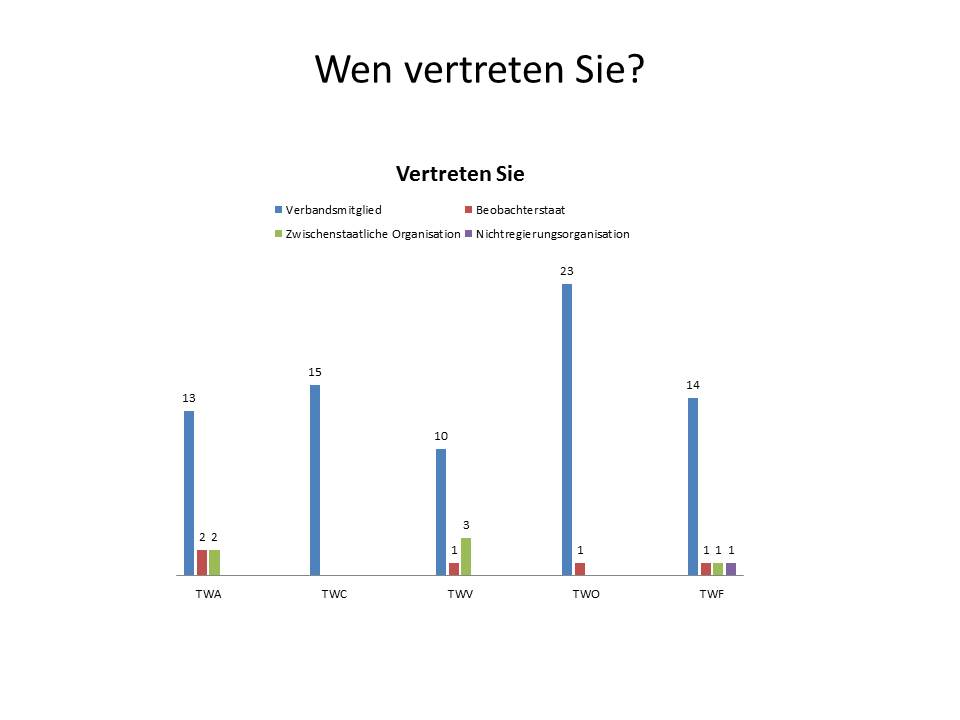 Wen vertreten Sie?
Vertreten Sie
Verbandsmitglied Beobachterstaat
Zwischenstaatliche Organisation Nichtregierungsorganisation
23
15
14
13
10
3
2 2
1
1
1 1 1
TWA TWC TWV TWO TWF